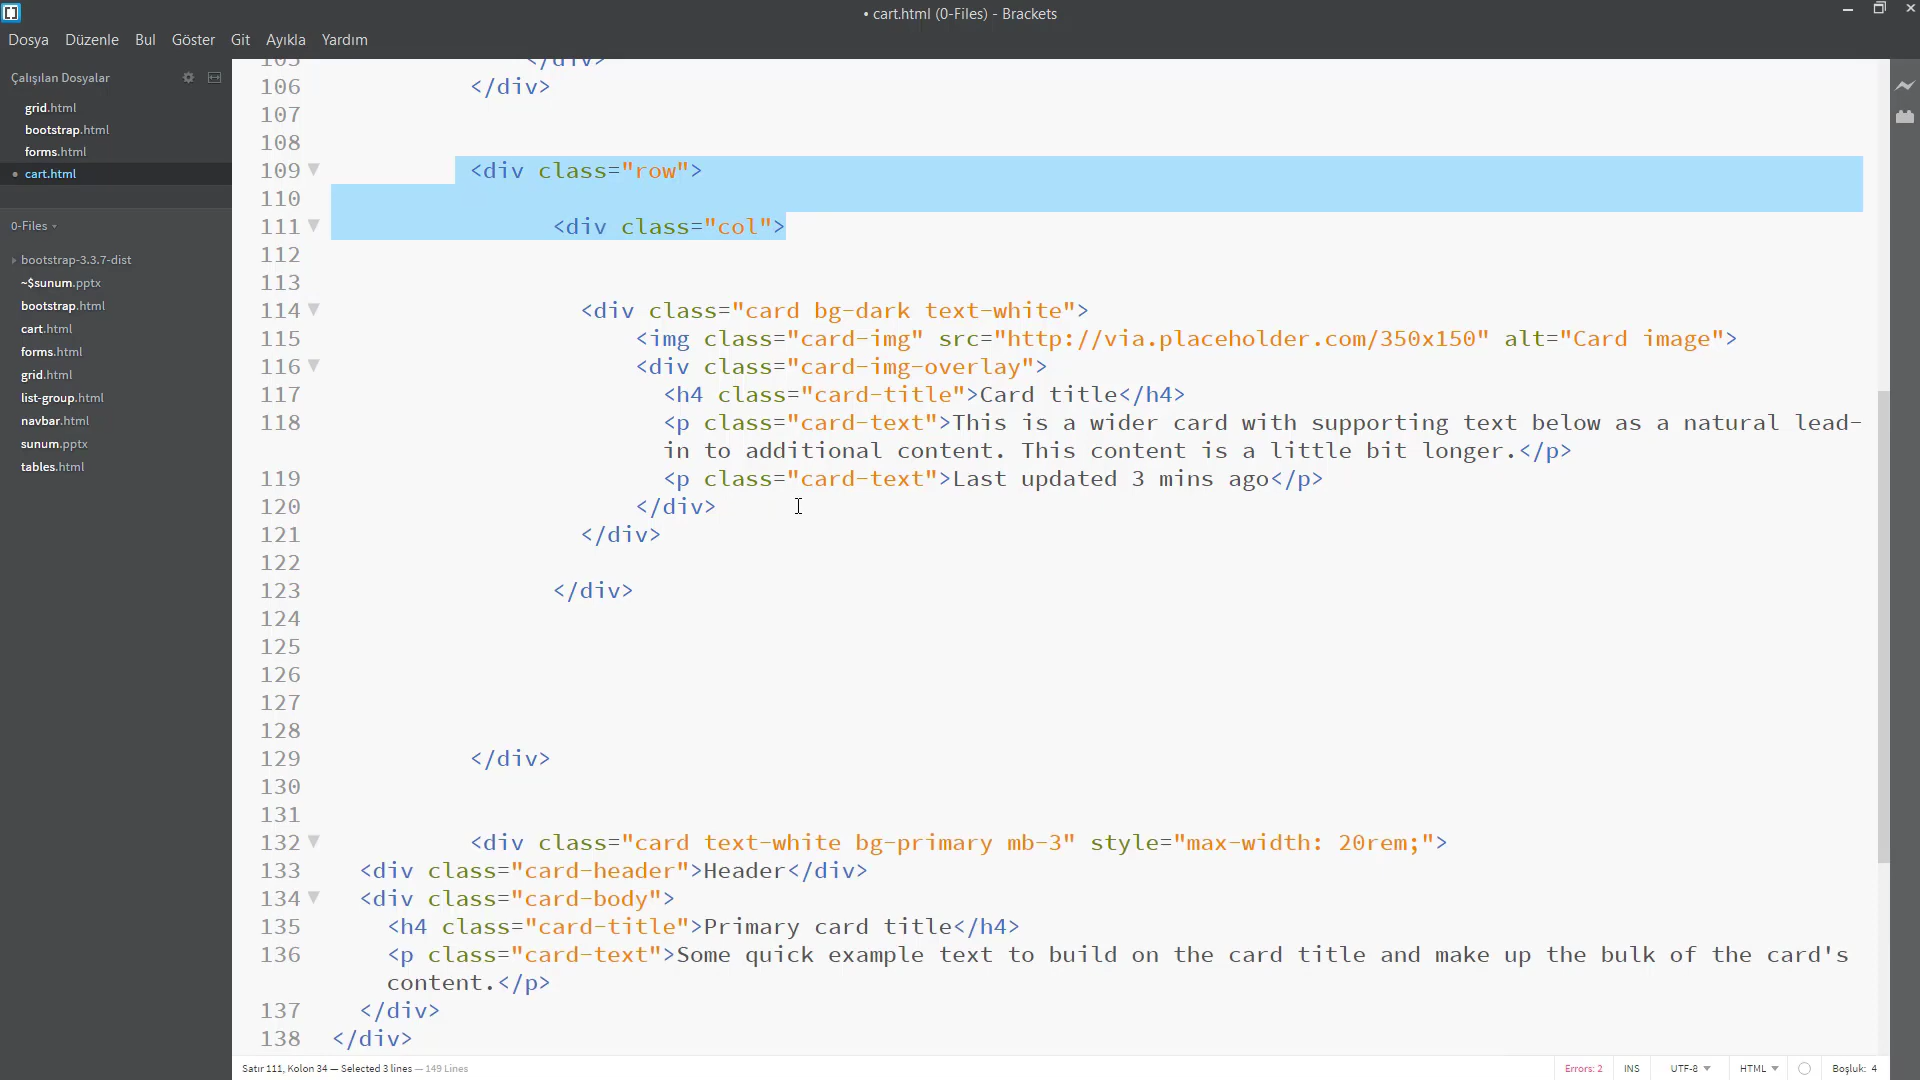 • cart.html (0-Files) - Brackets
Dosya Düzenle Bul Göster Git Ayıkla Yardım
Çalışılan Dosyalar
grid.html
bootstrap.html
forms.html
• cart.html
0-Files
bootstrap-3.3.7-dist
~$sunum.pptx
bootstrap.html
cart.html
forms.html
grid.html
list-group.html
navbar.html
sunum.pptx
tables.html
105 </div>
106 </div>
107
108
109 <div class="row">
110
111 <div class="col">
112
113
114 <div class="card bg-dark text-white">
115 <img class="card-img" src="http://via.placeholder.com/350x150" alt="Card image">
116 <div class="card-img-overlay">
117 <h4 class="card-title">Card title</h4>
118 <p class="card-text">This is a wider card with supporting text below as a natural lead-
in to additional content. This content is a little bit longer.</p>
119 <p class="card-text">Last updated 3 mins ago</p>
120 </div>
121 </div>
122
123 </div>
124
125
126
127
128
129 </div>
130
131
132 <div class="card text-white bg-primary mb-3" style="max-width: 20rem;">
133 <div class="card-header">Header</div>
134 <div class="card-body">
135 <h4 class="card-title">Primary card title</h4>
136 <p class="card-text">Some quick example text to build on the card title and make up the bulk of the card's
content.</p>
137 </div>
138 </div>
Satır 111, Kolon 34 — Selected 3 lines — 149 Lines
Errors: 2 INS UTF-8 HTML Boşluk: 4